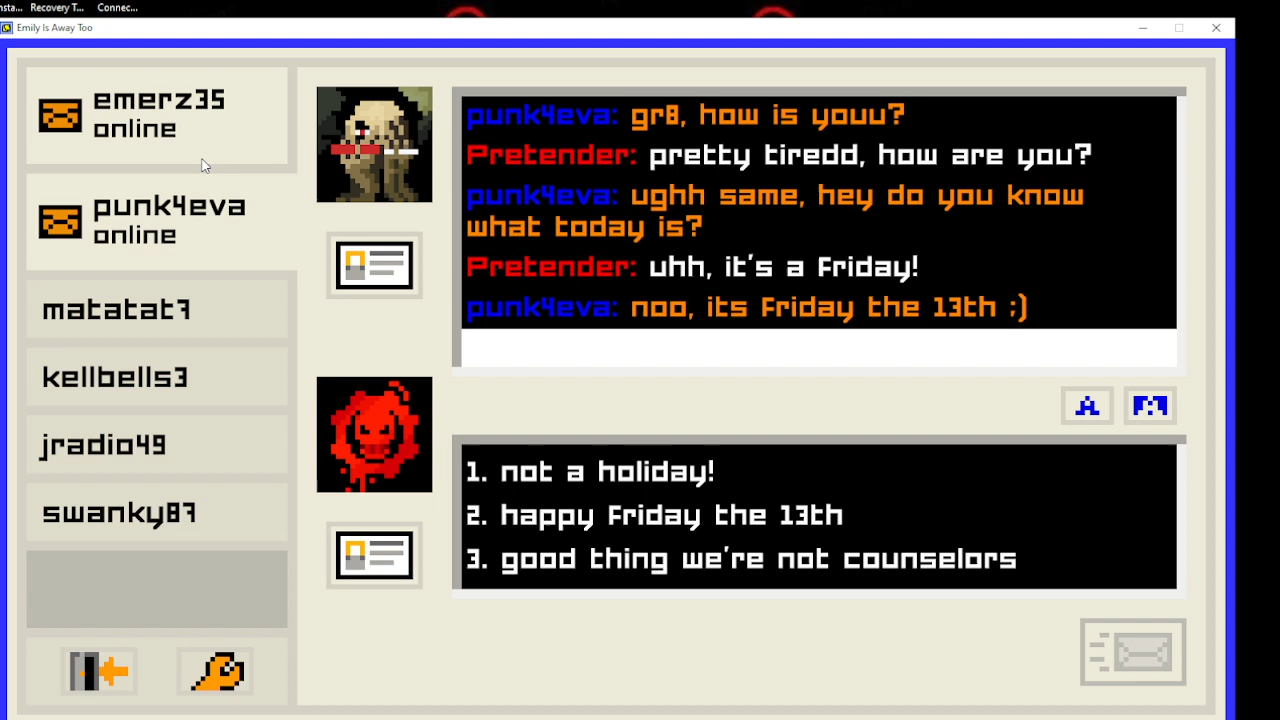 nsta... Recovery T... Connec...
Emily Is Away Too
emerz35
online
punk4eva
online
matatat7
kellbells3
jradio49
swanky87
punk4eva: gr8, how is youu?
Pretender: pretty tiredd, how are you?
punk4eva: ughh same, hey do you know
what today is?
Pretender: uhh, it's a Friday!
punk4eva: noo, its Friday the 13th ;)
A
1. not a holiday!
2. happy Friday the 13th
3. good thing we're not counselors